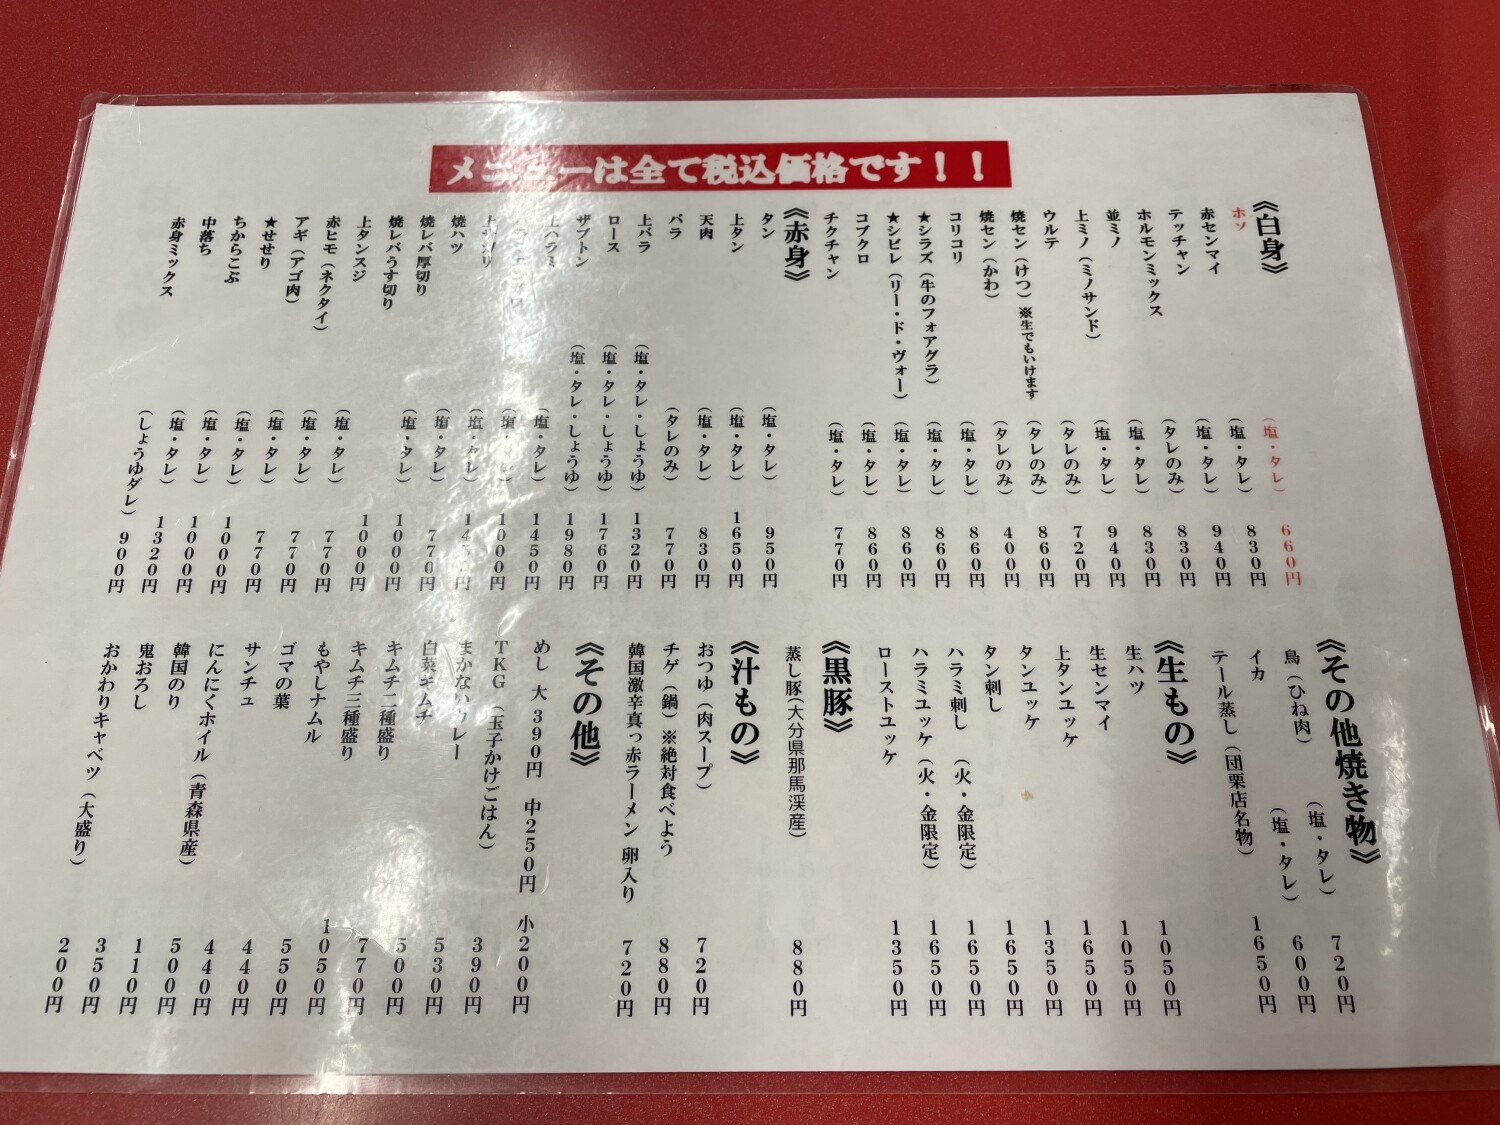 メニューは全て税込価格です！！
《白身》
ホソ (塩・タレ) 660円
赤センマイ (塩・タレ) 830円
テッチャン (塩・タレ) 940円
ホルモンミックス (タレのみ) 830円
並ミノ (塩・タレ) 830円
上ミノ(ミノサンド) (塩・タレ) 940円
ウルテ (タレのみ) 720円
焼セン(けつ)※生でもいけます (タレのみ) 860円
焼セン(かわ) (タレのみ) 400円
コリコリ (塩・タレ) 860円
★シラズ(牛のフォアグラ) (塩・タレ) 860円
★シビレ(リー・ド・ヴォー) (塩・タレ) 860円
コブクロ (塩・タレ) 860円
チクチャン (塩・タレ) 770円
《赤身》
タン (塩・タレ) 950円
上タン (塩・タレ) 1650円
天肉 (塩・タレ) 830円
バラ (タレのみ) 770円
上バラ (塩・タレ・しょうゆ) 1320円
ロース (塩・タレ・しょうゆ) 1760円
ザブトン (塩・タレ・しょうゆ) 1980円
上ハラミ (塩・タレ) 1450円
(塩・タレ) 1000円
(塩・タレ)
焼ハツ (塩・タレ) 770円
焼レバ厚切り (塩・タレ) 1000円
焼レバうす切り 1000円
上タンスジ (塩・タレ) 770円
赤ヒモ(ネクタイ) (塩・タレ) 770円
アギ(アゴ肉) (塩・タレ) 770円
★せせり (塩・タレ) 1000円
ちからこぶ (塩・タレ) 1000円
中落ち (塩・タレ) 1320円
赤身ミックス (しょうゆダレ) 900円
《その他焼き物》
鳥(ひね肉) (塩・タレ) 720円
イカ (塩・タレ) 600円
テール蒸し(団栗店名物) 1650円
《生もの》
生ハツ 1050円
生センマイ 1050円
上タンユッケ 1650円
タンユッケ 1350円
タン刺し 1650円
ハラミ刺し (火・金限定) 1650円
ハラミユッケ(火・金限定) 1650円
ローストユッケ 1350円
《黒豚》
蒸し豚(大分県那馬渓産) 880円
《汁もの》
おつゆ(肉スープ) 720円
チゲ(鍋)※絶対食べよう 880円
韓国激辛真っ赤ラーメン 卵入り 720円
《その他》
めし 大 390円 中250円 小200円
TKG (玉子かけごはん) 390円
まかないカレー 530円
白菜キムチ 500円
キムチ二種盛り 770円
キムチ三種盛り 1050円
もやしナムル 550円
ゴマの葉 440円
サンチュ 440円
にんにくホイル(青森県産) 500円
韓国のり 110円
鬼おろし 350円
おかわりキャベツ(大盛り) 200円